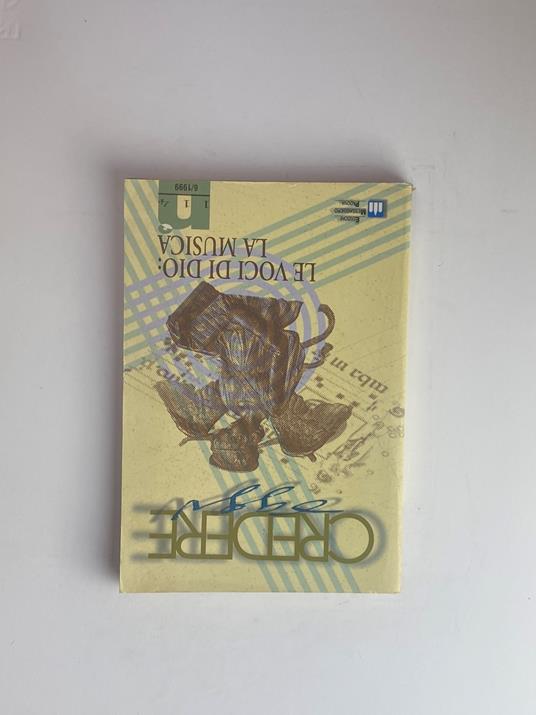 CREDERE
oggi
LE VOCI DI DIO:
LA MUSICA
EDIZIONI
MESSAGGERO
PADOVA
n
6/1999